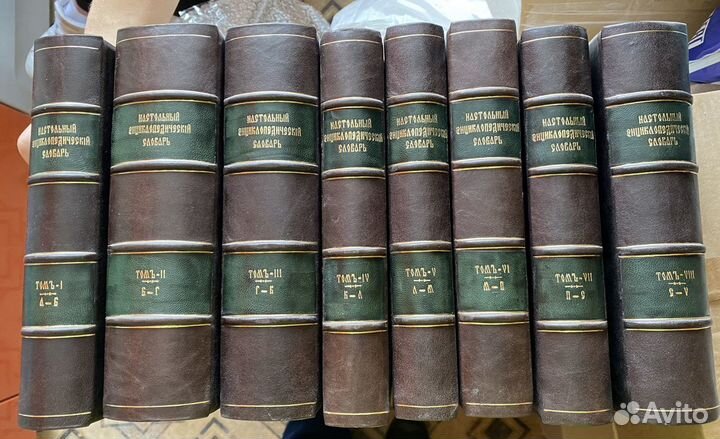 НАСТОЛЬНЫЙ
ЭНЦИКЛОПЕДИЧЕСКІЙ
СЛОВАРЬ
ТОМЪ-I
А-Б
НАСТОЛЬНЫЙ
ЭНЦИКЛОПЕДИЧЕСКІЙ
СЛОВАРЬ
ТОМЪ-II
Б-Г
НАСТОЛЬНЫЙ
ЭНЦИКЛОПЕДИЧЕСКІЙ
СЛОВАРЬ
ТОМЪ-III
НАСТОЛЬНЫЙ
ЭНЦИКЛОПЕДИЧЕСКІЙ
СЛОВАРЬ
ТОМЪ-IV
НАСТОЛЬНЫЙ
ЭНЦИКЛОПЕДИЧЕСКІЙ
СЛОВАРЬ
ТОМЪ-V
Л-М
НАСТОЛЬНЫЙ
ЭНЦИКЛОПЕДИЧЕСКІЙ
СЛОВАРЬ
ТОМЪ-VI
М-П
НАСТОЛЬНЫЙ
ЭНЦИКЛОПЕДИЧЕСКІЙ
СЛОВАРЬ
ТОМЪ-VII
П-С
НАСТОЛЬНЫЙ
ЭНЦИКЛОПЕДИЧЕСКІЙ
СЛОВАРЬ
ТОМЪ-VIII
С-V
Avito